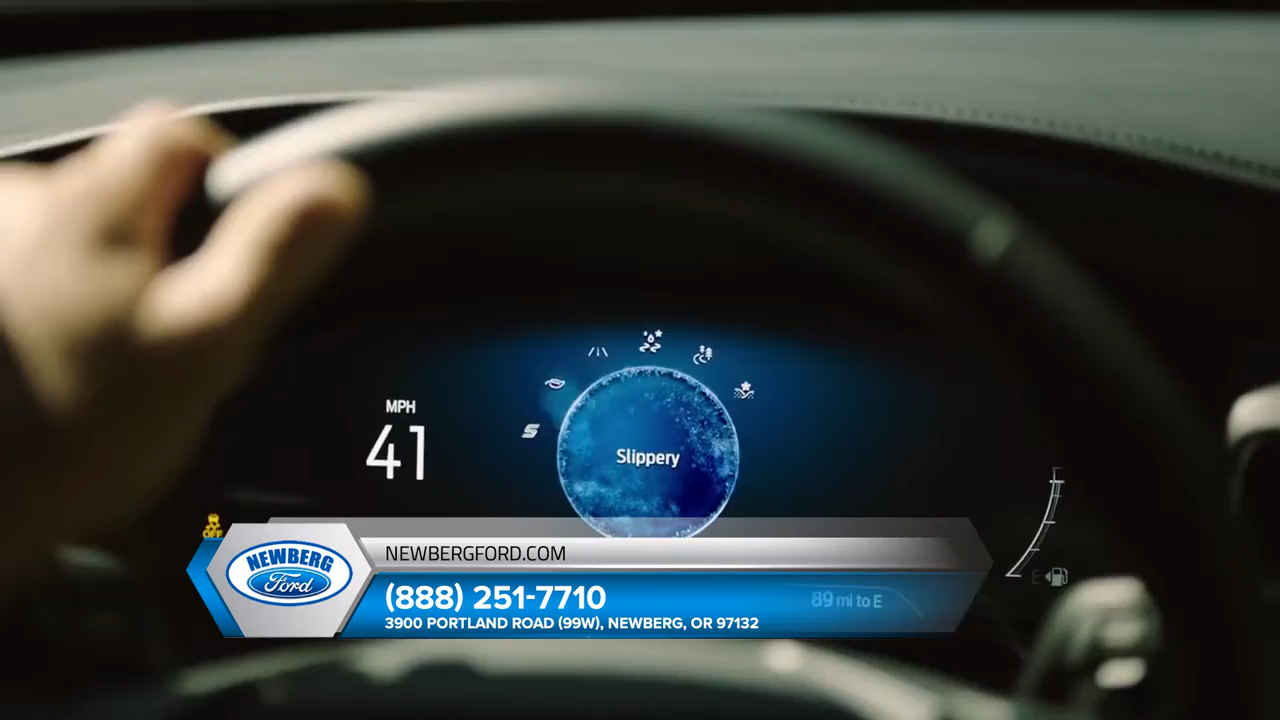 MPH
41
Slippery
OFF
E
89 mi to E
NEWBERG
Ford
NEWBERGFORD.COM
(888) 251-7710
3900 PORTLAND ROAD (99W), NEWBERG, OR 97132